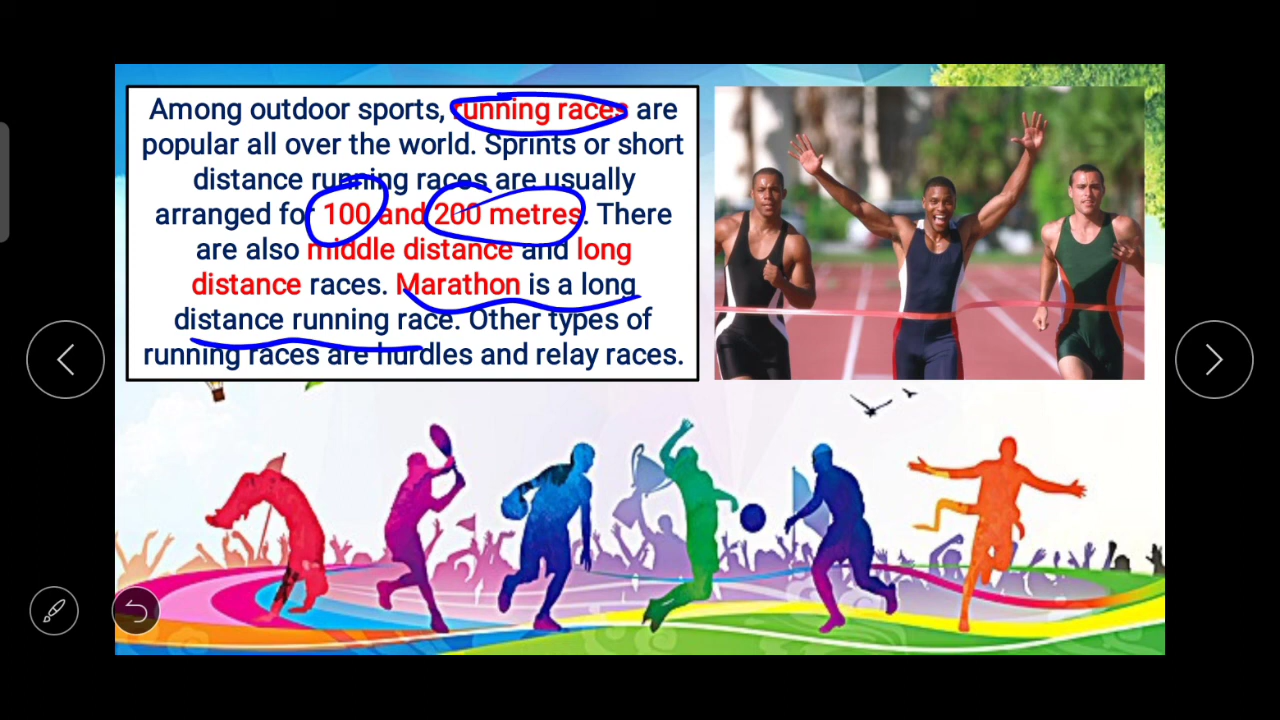 Among outdoor sports, running races are
popular all over the world. Sprints or short
distance running races are usually
arranged for 100 and 200 metres. There
are also middle distance and long
distance races. Marathon is a long
distance running race. Other types of
running races are hurdles and relay races.